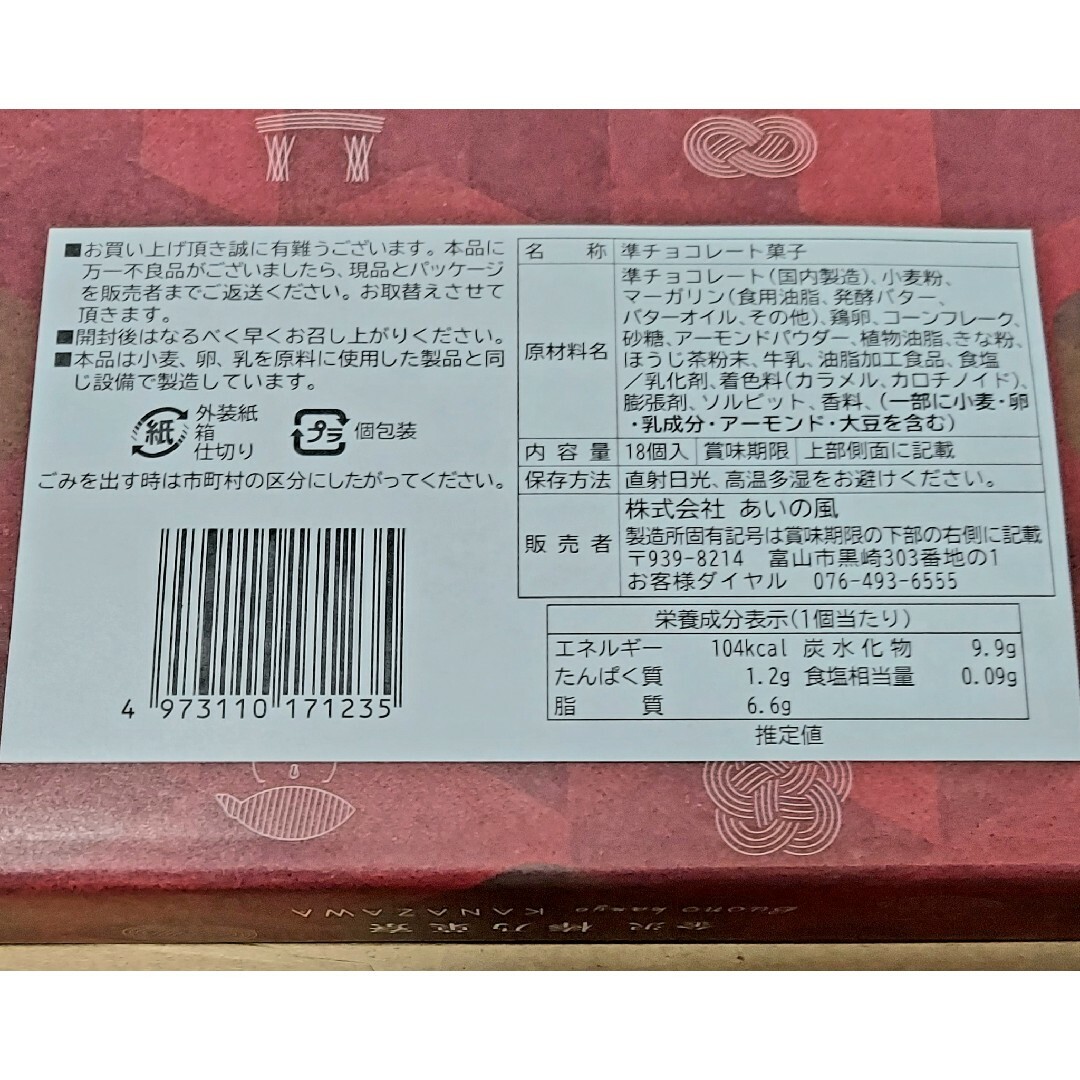 ■お買い上げ頂き誠に有難うございます。本品に
万一不良品がございましたら、現品とパッケージ
を販売者までご返送ください。お取替えさせて
頂きます。
■開封後はなるべく早くお召し上がりください。
■本品は小麦、卵、乳を原料に使用した製品と同
じ設備で製造しています。
紙 外装紙
箱
仕切り
プラ 個包装
ごみを出す時は市町村の区分にしたがってください。
4 973110 171235
名称 準チョコレート菓子
原材料名
準チョコレート(国内製造)、小麦粉、
マーガリン(食用油脂、発酵バター、
バターオイル、その他)、鶏卵、コーンフレーク、
砂糖、アーモンドパウダー、植物油脂、きな粉、
ほうじ茶粉末、牛乳、油脂加工食品、食塩
/乳化剤、着色料(カラメル、カロチノイド)、
膨張剤、ソルビット、香料、(一部に小麦・卵
・乳成分・アーモンド・大豆を含む)
内容量 18個入 賞味期限 上部側面に記載
保存方法 直射日光、高温多湿をお避けください。
販売者
株式会社 あいの風
製造所固有記号は賞味期限の下部の右側に記載
〒939-8214 富山市黒崎303番地の1
お客様ダイヤル 076-493-6555
栄養成分表示(1個当たり)
エネルギー 104kcal 炭水化物 9.9g
たんぱく質 1.2g 食塩相当量 0.09g
脂質 6.6g
推定値
Buono kanyo KANAZAWA